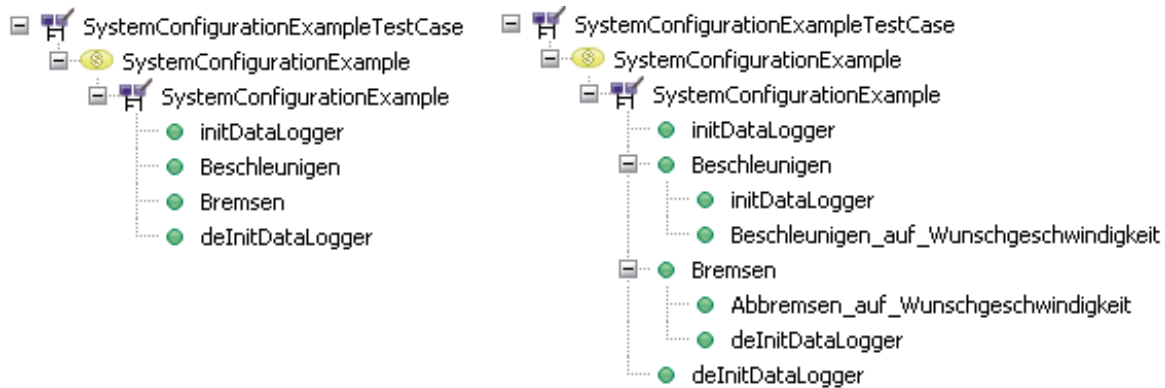 SystemConfigurationExampleTestCase
SystemConfigurationExample
SystemConfigurationExample
initDataLogger
Beschleunigen
Bremsen
deInitDataLogger
SystemConfigurationExampleTestCase
SystemConfigurationExample
SystemConfigurationExample
initDataLogger
Beschleunigen
initDataLogger
Beschleunigen_auf_Wunschgeschwindigkeit
Bremsen
Abbremsen_auf_Wunschgeschwindigkeit
deInitDataLogger
deInitDataLogger